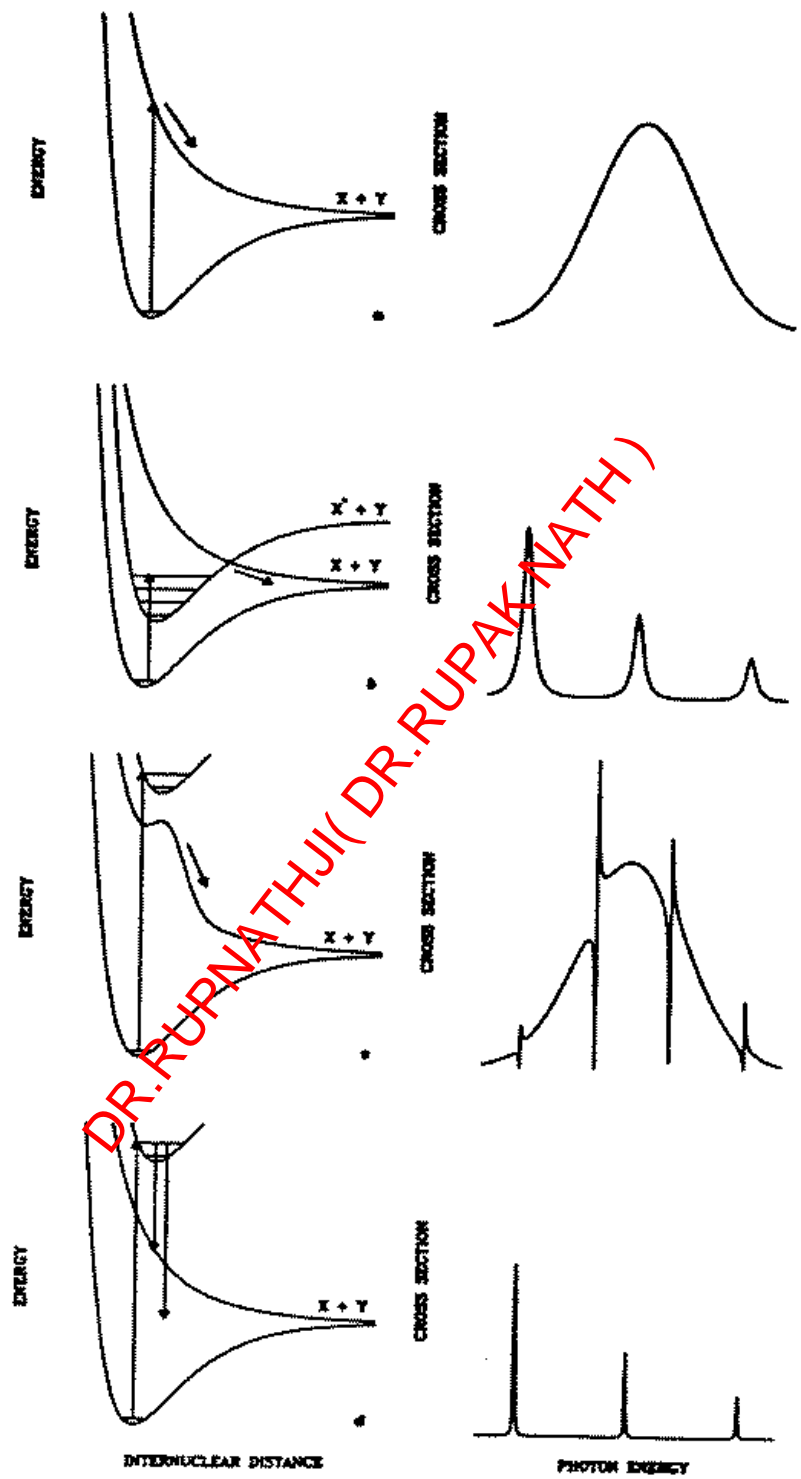 ENERGY
X + Y
CROSS SECTION
a
ENERGY
X* + Y
X + Y
CROSS SECTION
b
ENERGY
X + Y
CROSS SECTION
ENERGY
X + Y
CROSS SECTION
d
INTERNUCLEAR DISTANCE
PHOTON ENERGY
DR.RUPNATHJI( DR.RUPAK NATH )